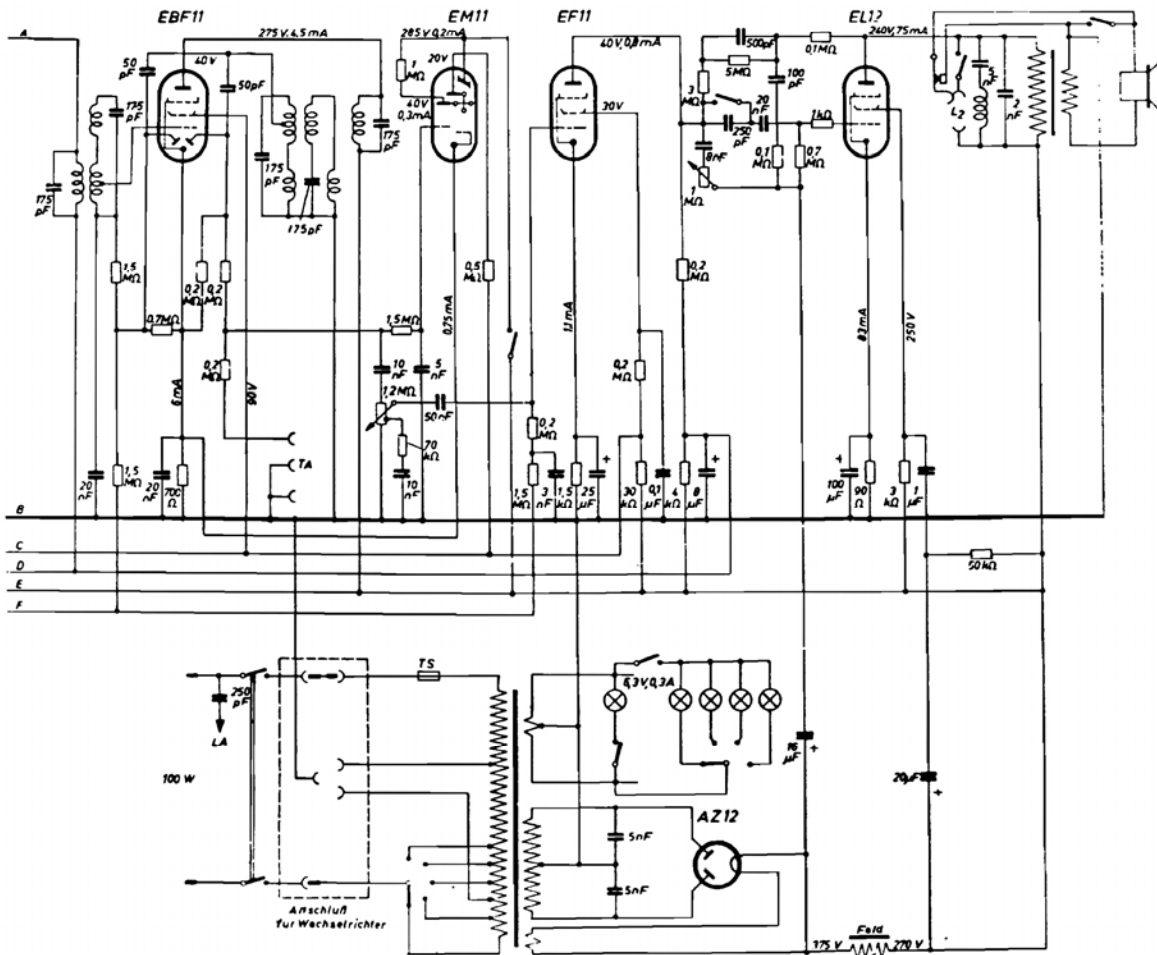 EBF11
EM11
EF11
EL12
A
275V,4,5mA
285V,0,2mA
40V,0,8mA
240V,75mA
50
pF
40V
50pF
175
pF
175
pF
175
pF
175pF
175
pF
1
MΩ
20V
40V
0,3mA
30V
500pF
0,1MΩ
5MΩ
100
pF
3
MΩ
20
nF
250
pF
1kΩ
8nF
0,1
MΩ
0,7
MΩ
1
MΩ
L2
5
nF
2
nF
1,5
MΩ
0,7MΩ
0,2
MΩ
0,2
MΩ
0,2
MΩ
6mA
90V
1,5MΩ
10
nF
5
nF
1,2MΩ
50nF
70
kΩ
10
nF
0,5
MΩ
0,75mA
1,1mA
0,2
MΩ
0,2
MΩ
0,2
MΩ
83mA
250V
TA
20
nF
1,5
MΩ
20
nF
700
Ω
1,5
MΩ
3
nF
1,5
kΩ
25
µF
+
30
kΩ
0,1
µF
4
kΩ
8
µF
+
+
100
µF
90
Ω
3
kΩ
1
µF
B
C
D
E
F
50kΩ
250
pF
LA
100 W
TS
6,3V,0,3A
16
µF
+
20µF
+
AZ12
5nF
5nF
Anschluß
für Wechselrichter
375 V
Feld
270 V